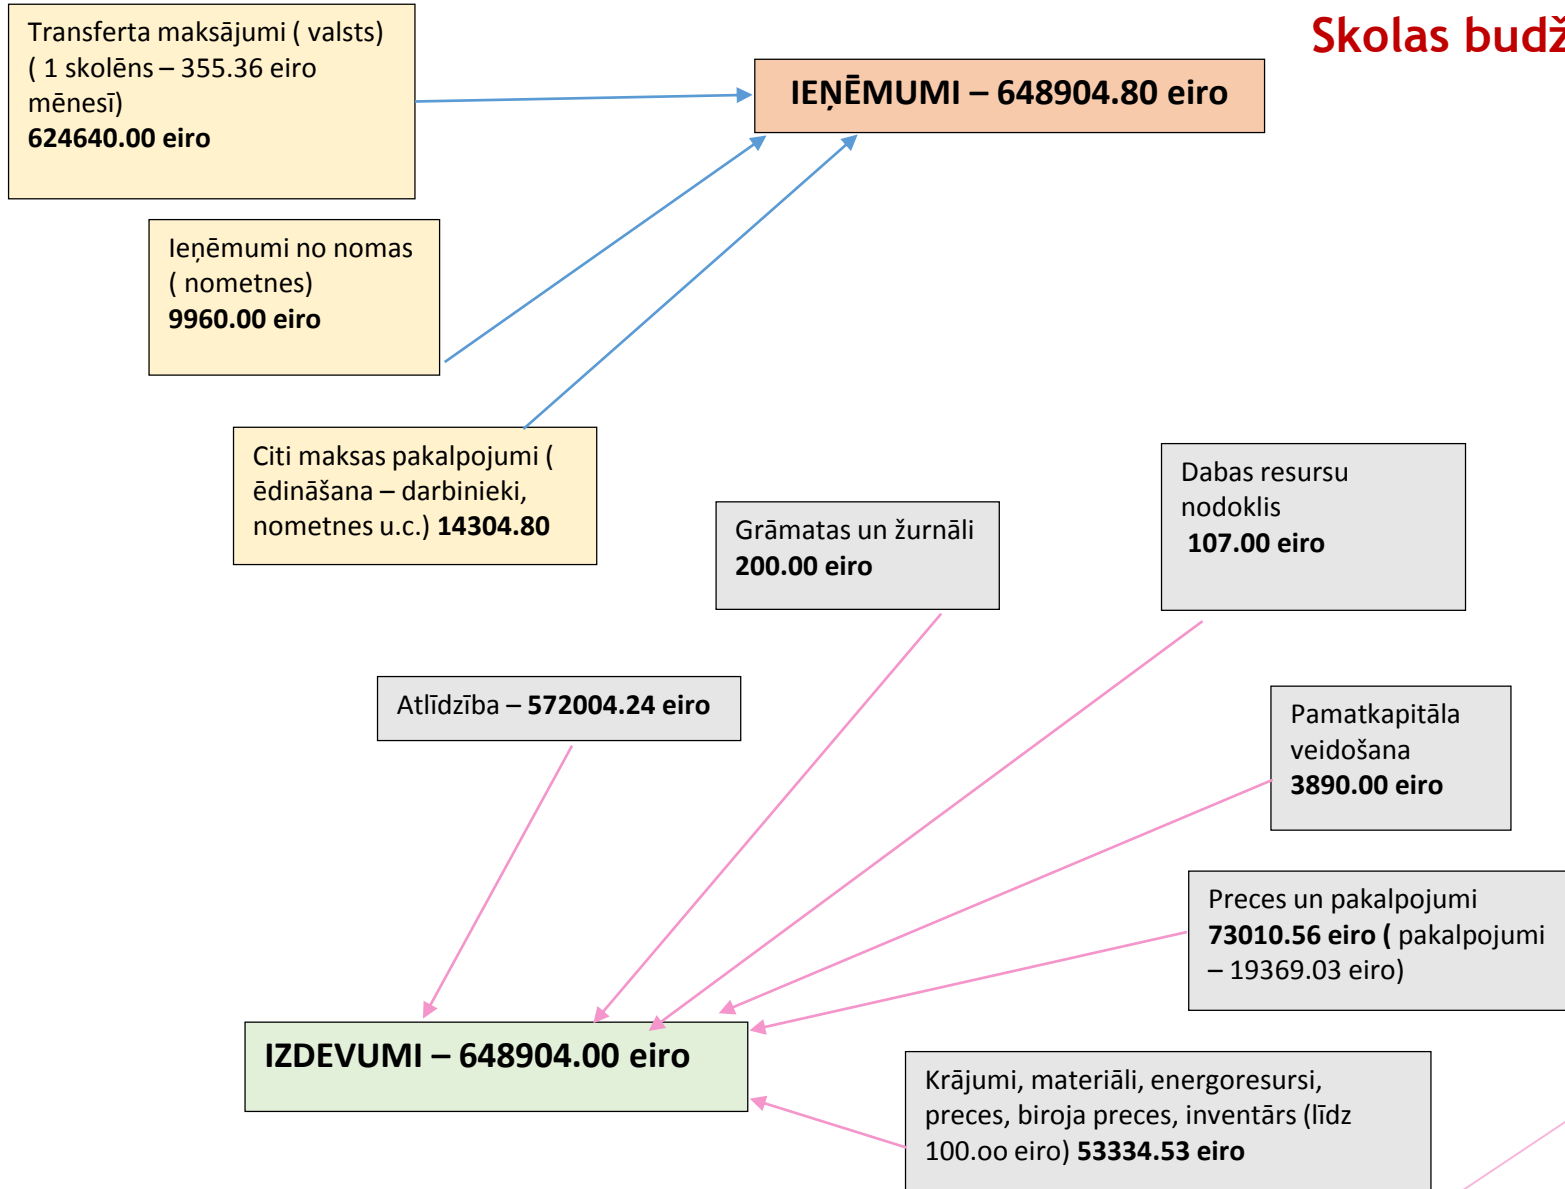 Skolas budž
Transferta maksājumi ( valsts)
( 1 skolēns – 355.36 eiro
mēnesī)
624640.00 eiro
IEŅĒMUMI – 648904.80 eiro
Ieņēmumi no nomas
( nometnes)
9960.00 eiro
Citi maksas pakalpojumi (
ēdināšana – darbinieki,
nometnes u.c.) 14304.80
Grāmatas un žurnāli
200.00 eiro
Dabas resursu
nodoklis
107.00 eiro
Atlīdzība – 572004.24 eiro
Pamatkapitāla
veidošana
3890.00 eiro
Preces un pakalpojumi
73010.56 eiro ( pakalpojumi
– 19369.03 eiro)
IZDEVUMI – 648904.00 eiro
Krājumi, materiāli, energoresursi,
preces, biroja preces, inventārs (līdz
100.oo eiro) 53334.53 eiro